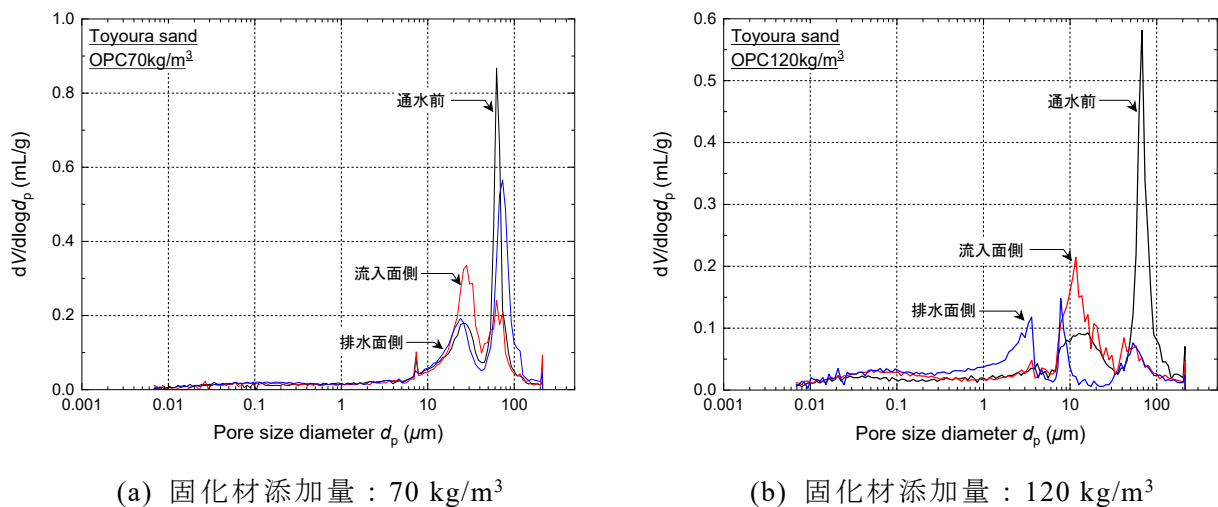 Toyoura sand
OPC70kg/m³
通水前
流入面側
排水面側
1.0
0.8
0.6
0.4
0.2
0.0
0.001
0.01
0.1
1
10
100
dV/dlogdₚ (mL/g)
Pore size diameter dₚ (μm)
(a) 固化材添加量：70 kg/m³
Toyoura sand
OPC120kg/m³
通水前
流入面側
排水面側
0.6
0.5
0.4
0.3
0.2
0.1
0.0
0.001
0.01
0.1
1
10
100
dV/dlogdₚ (mL/g)
Pore size diameter dₚ (μm)
(b) 固化材添加量：120 kg/m³